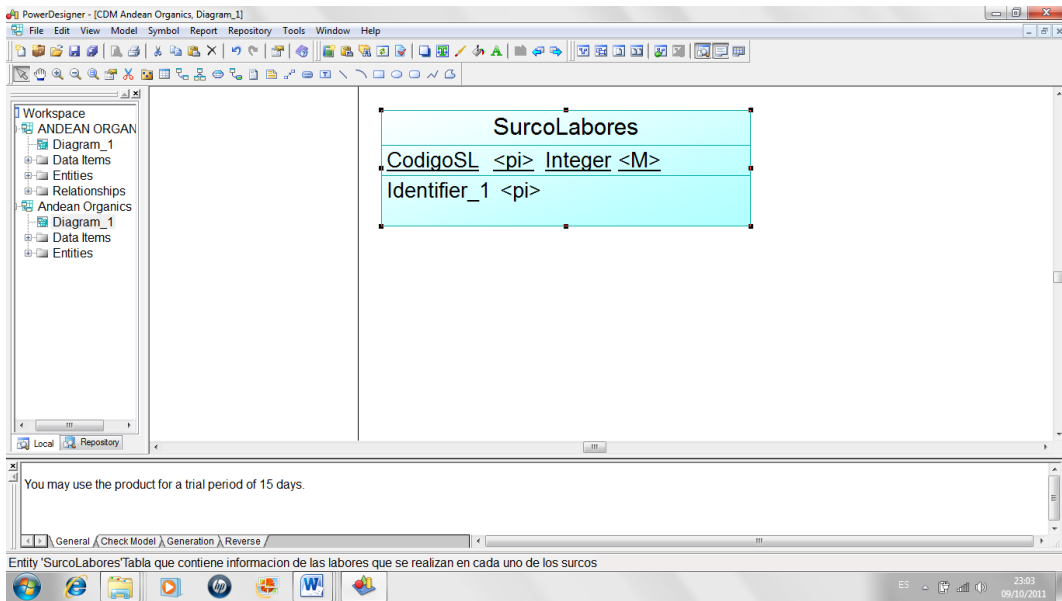 PowerDesigner - [CDM Andean Organics, Diagram_1]
File Edit View Model Symbol Report Repository Tools Window Help
Workspace
ANDEAN ORGAN
Diagram_1
Data Items
Entities
Relationships
Andean Organics
Diagram_1
Data Items
Entities
Local Repository
SurcoLabores
CodigoSL <pi> Integer <M>
Identifier_1 <pi>
You may use the product for a trial period of 15 days.
General Check Model Generation Reverse
Entity 'SurcoLabores'Tabla que contiene informacion de las labores que se realizan en cada uno de los surcos
ES
23:03
09/10/2011